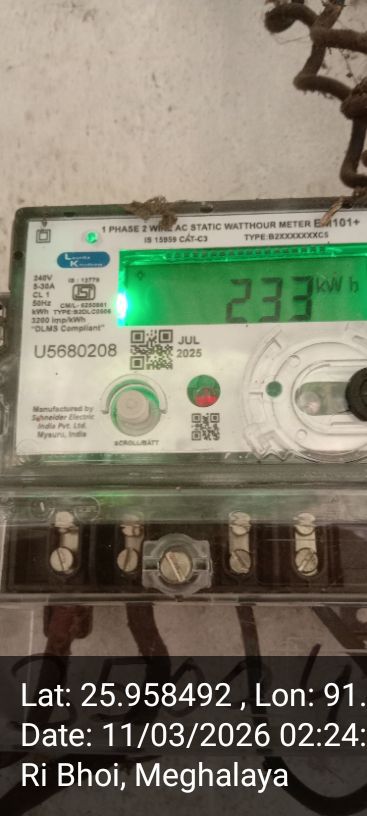 1 PHASE 2 WIRE AC STATIC WATTHOUR METER EM101+
IS 15959 CAT-C3 TYPE:B2XXXXXXXC5
240V
5-30A
CL 1
50Hz
kWh
3200 imp/kWh
"DLMS Compliant"
IS : 13779
ISI
233 kWh
U5680208
JUL
2025
Manufactured by
Schneider Electric
India Pvt. Ltd.
Mysuru, India
SCROLL/BATT
Lat: 25.958492 , Lon: 91.
Date: 11/03/2026 02:24:
Ri Bhoi, Meghalaya